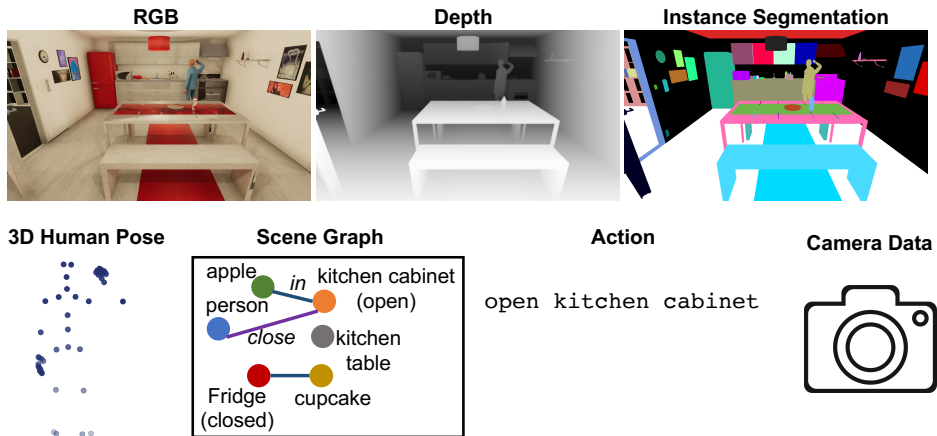 RGB
Depth
Instance Segmentation
3D Human Pose
Scene Graph
Action
Camera Data
apple
in
kitchen cabinet
(open)
person
close
kitchen
table
Fridge
(closed)
cupcake
open kitchen cabinet